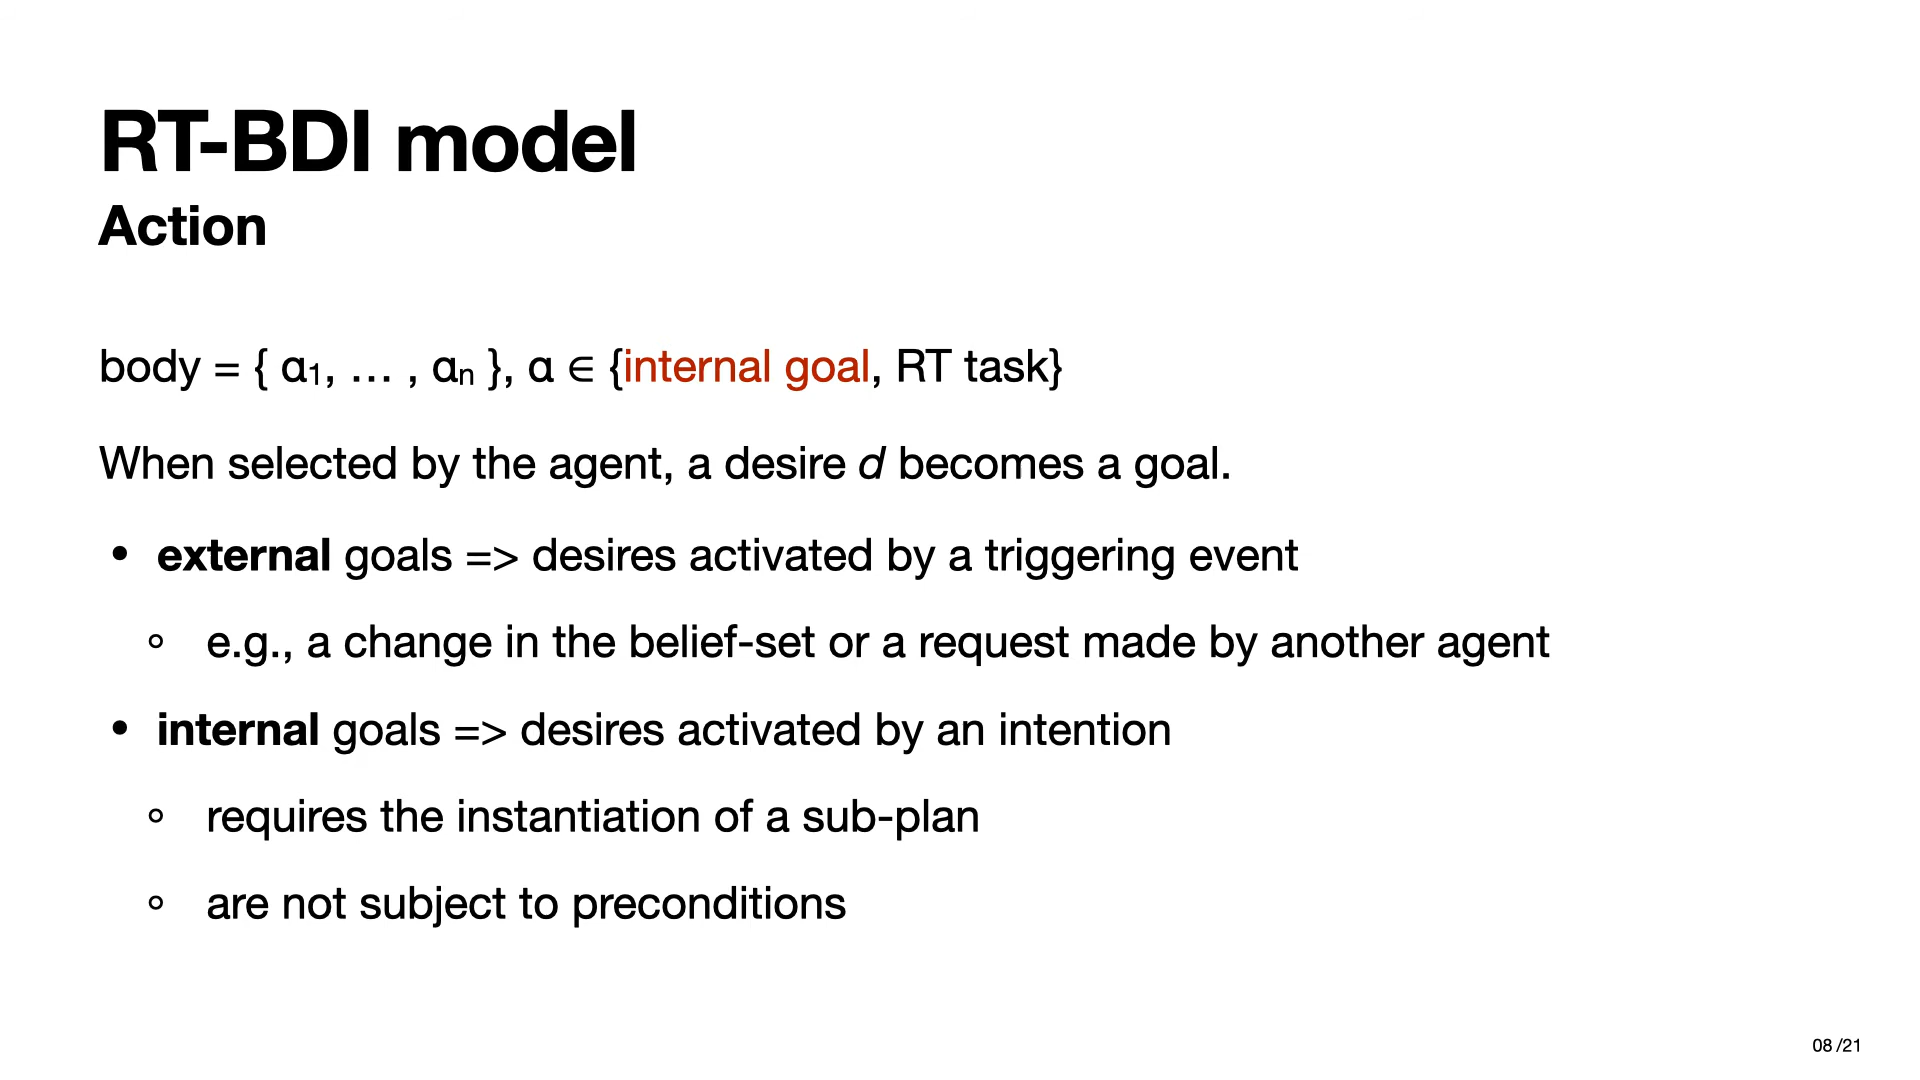 RT-BDI model
Action
body = { α₁, … , αₙ }, α ∈ {internal goal, RT task}
When selected by the agent, a desire d becomes a goal.
• external goals => desires activated by a triggering event
◦ e.g., a change in the belief-set or a request made by another agent
• internal goals => desires activated by an intention
◦ requires the instantiation of a sub-plan
◦ are not subject to preconditions
08 /21